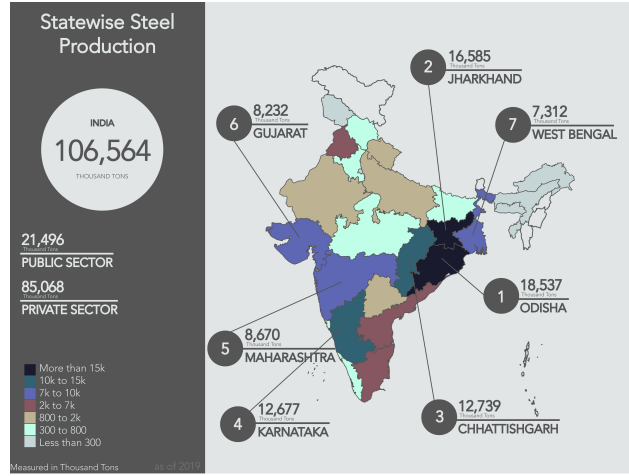 Statewise Steel
Production
INDIA
106,564
THOUSAND TONS
21,496
Thousand Tons
PUBLIC SECTOR
85,068
Thousand Tons
PRIVATE SECTOR
More than 15k
10k to 15k
7k to 10k
2k to 7k
800 to 2k
300 to 800
Less than 300
Measured in Thousand Tons
as of 2019
2
16,585
Thousand Tons
JHARKHAND
6
8,232
Thousand Tons
GUJARAT
7
7,312
Thousand Tons
WEST BENGAL
1
18,537
Thousand Tons
ODISHA
5
8,670
Thousand Tons
MAHARASHTRA
4
12,677
Thousand Tons
KARNATAKA
3
12,739
Thousand Tons
CHHATTISHGARH